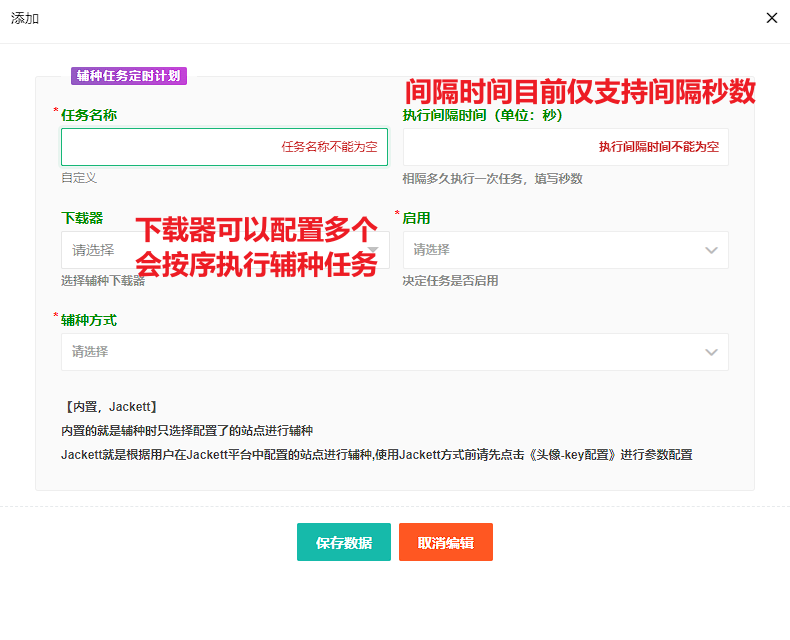 添加
辅种任务定时计划
间隔时间目前仅支持间隔秒数
* 任务名称
执行间隔时间（单位：秒）
任务名称不能为空
执行间隔时间不能为空
自定义
相隔多久执行一次任务，填写秒数
下载器
* 启用
下载器可以配置多个
请选择
请选择
会按序执行辅种任务
选择辅种下载器
决定任务是否启用
* 辅种方式
请选择
【内置，Jackett】
内置的就是辅种时只选择配置了的站点进行辅种
Jackett就是根据用户在Jackett平台中配置的站点进行辅种,使用Jackett方式前请先点击《头像-key配置》进行参数配置
保存数据
取消编辑